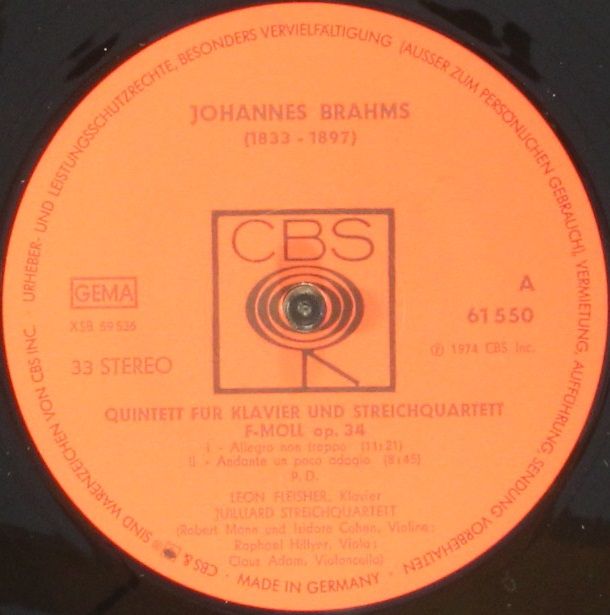 URHEBER- UND LEISTUNGSSCHUTZRECHTE, BESONDERS VERVIELFÄLTIGUNG (AUSSER ZUM PERSÖNLICHEN GEBRAUCH), VERMIETUNG, AUFFÜHRUNG, SENDUNG VORBEHALTEN
JOHANNES BRAHMS
(1833 - 1897)
CBS
GEMA
XSB 59526
33 STEREO
A
61 550
℗ 1974 CBS Inc.
QUINTETT FÜR KLAVIER UND STREICHQUARTETT
F-MOLL op. 34
I - Allegro non troppo (11:21)
II - Andante un poco adagio (8:45)
P. D.
LEON FLEISHER, Klavier
JUILLIARD STREICHQUARTETT
(Robert Mann und Isidore Cohen, Violine;
Raphael Hillyer, Viola;
Claus Adam, Violoncello)
CBS & SIND WARENZEICHEN VON CBS INC.
· MADE IN GERMANY ·